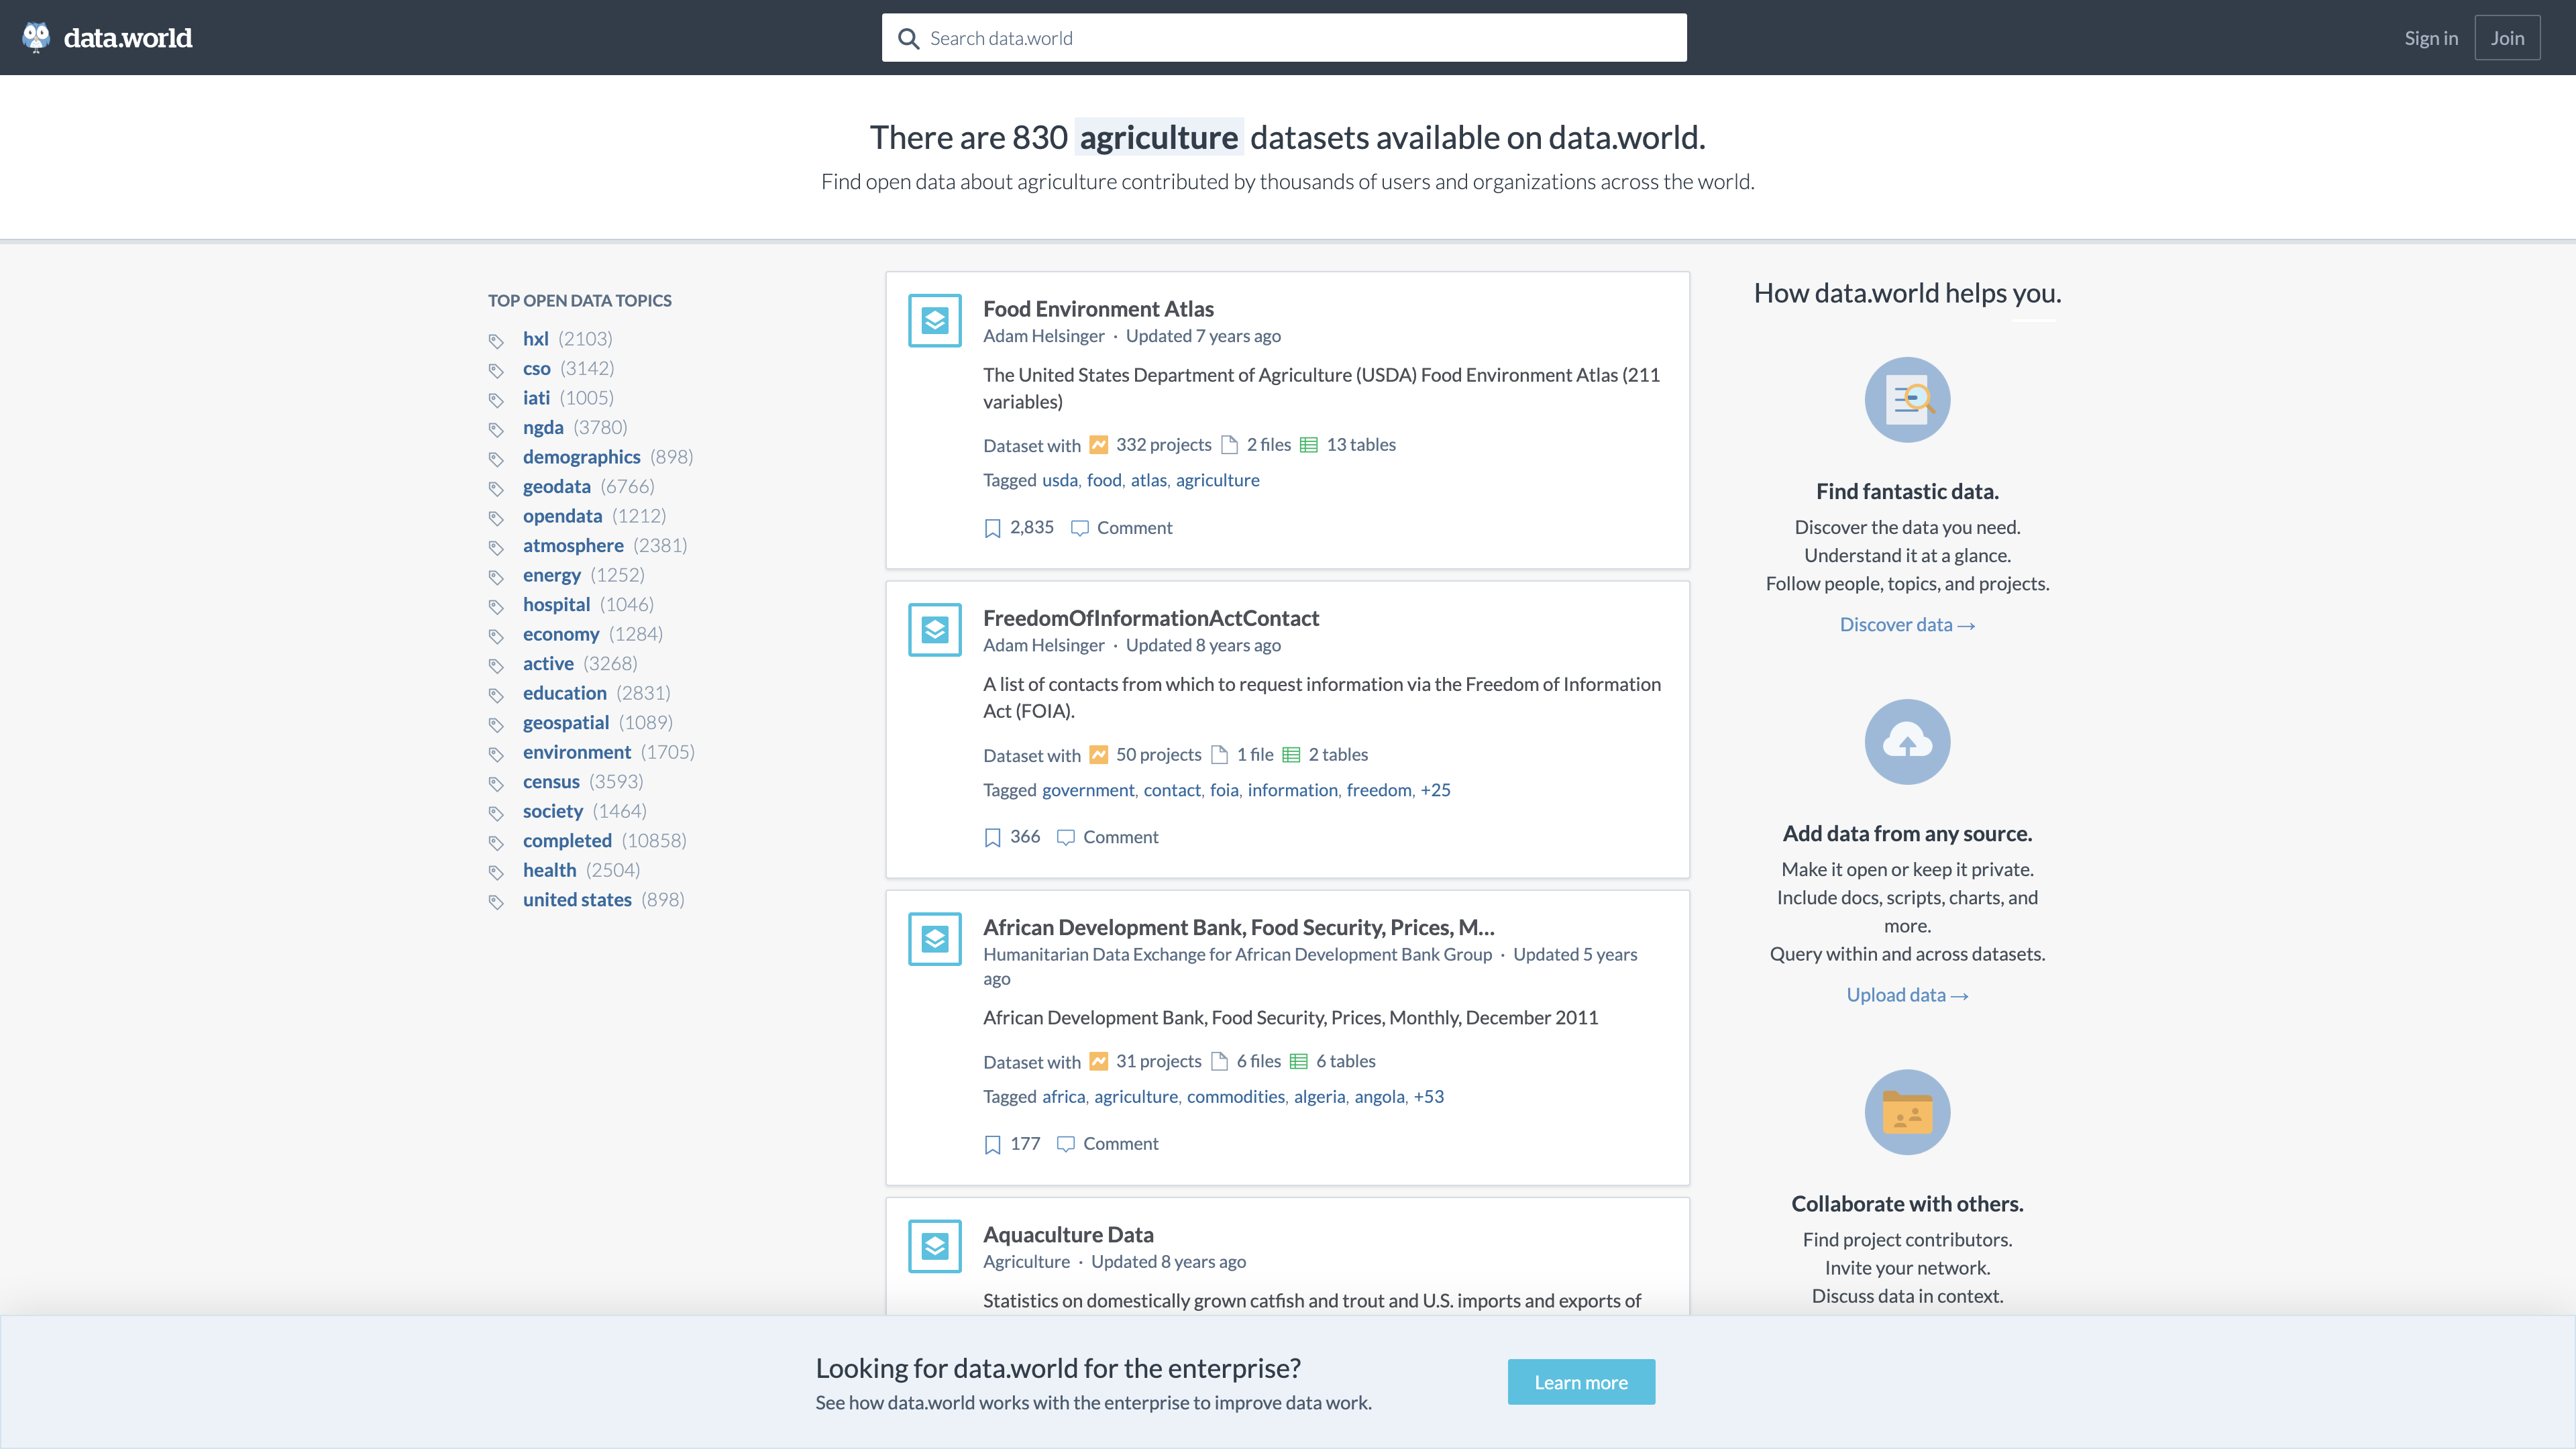 data.world
Search data.world
Sign in
Join
There are 830 agriculture datasets available on data.world.
Find open data about agriculture contributed by thousands of users and organizations across the world.
TOP OPEN DATA TOPICS
hxl (2103)
cso (3142)
iati (1005)
ngda (3780)
demographics (898)
geodata (6766)
opendata (1212)
atmosphere (2381)
energy (1252)
hospital (1046)
economy (1284)
active (3268)
education (2831)
geospatial (1089)
environment (1705)
census (3593)
society (1464)
completed (10858)
health (2504)
united states (898)
Food Environment Atlas
Adam Helsinger · Updated 7 years ago
The United States Department of Agriculture (USDA) Food Environment Atlas (211
variables)
Dataset with 332 projects 2 files 13 tables
Tagged usda, food, atlas, agriculture
2,835 Comment
FreedomOfInformationActContact
Adam Helsinger · Updated 8 years ago
A list of contacts from which to request information via the Freedom of Information
Act (FOIA).
Dataset with 50 projects 1 file 2 tables
Tagged government, contact, foia, information, freedom, +25
366 Comment
African Development Bank, Food Security, Prices, M...
Humanitarian Data Exchange for African Development Bank Group · Updated 5 years
ago
African Development Bank, Food Security, Prices, Monthly, December 2011
Dataset with 31 projects 6 files 6 tables
Tagged africa, agriculture, commodities, algeria, angola, +53
177 Comment
Aquaculture Data
Agriculture · Updated 8 years ago
Statistics on domestically grown catfish and trout and U.S. imports and exports of
How data.world helps you.
Find fantastic data.
Discover the data you need.
Understand it at a glance.
Follow people, topics, and projects.
Discover data →
Add data from any source.
Make it open or keep it private.
Include docs, scripts, charts, and
more.
Query within and across datasets.
Upload data →
Collaborate with others.
Find project contributors.
Invite your network.
Discuss data in context.
Looking for data.world for the enterprise?
See how data.world works with the enterprise to improve data work.
Learn more